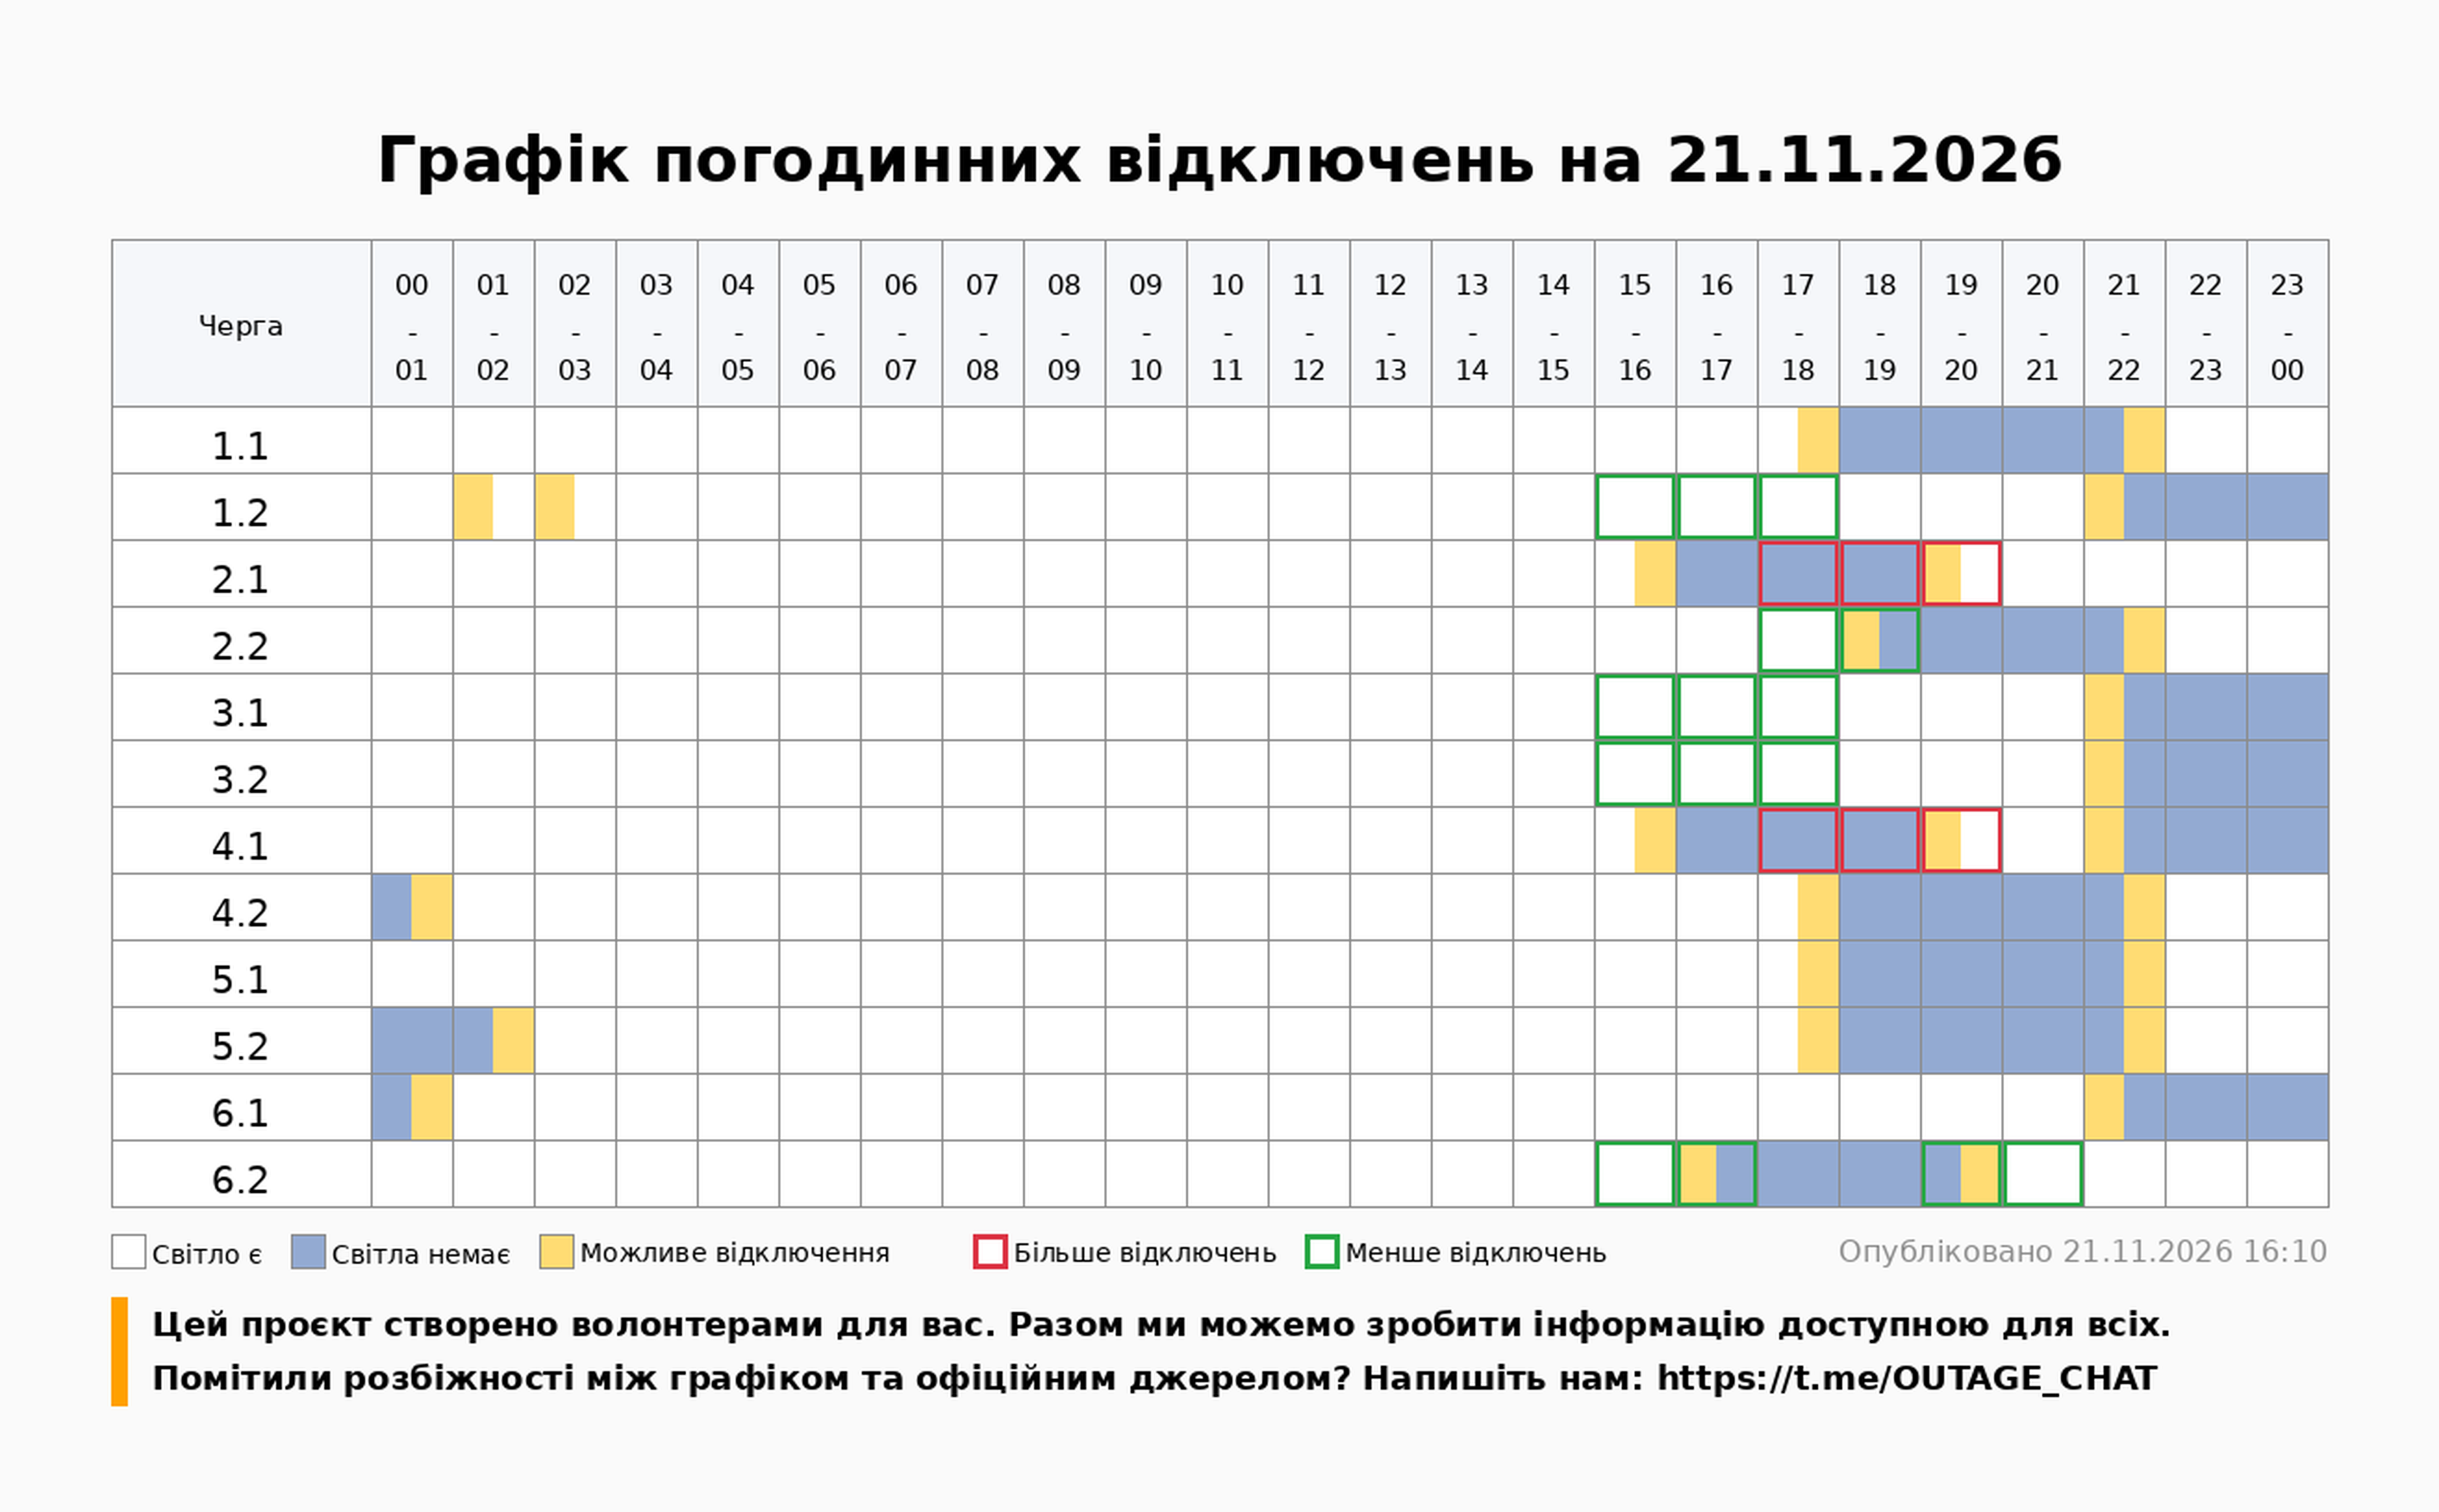 Графік погодинних відключень на 21.11.2026
Черга
00 - 01
01 - 02
02 - 03
03 - 04
04 - 05
05 - 06
06 - 07
07 - 08
08 - 09
09 - 10
10 - 11
11 - 12
12 - 13
13 - 14
14 - 15
15 - 16
16 - 17
17 - 18
18 - 19
19 - 20
20 - 21
21 - 22
22 - 23
23 - 00
1.1
1.2
2.1
2.2
3.1
3.2
4.1
4.2
5.1
5.2
6.1
6.2
Світло є
Світла немає
Можливе відключення
Більше відключень
Менше відключень
Опубліковано 21.11.2026 16:10
Цей проєкт створено волонтерами для вас. Разом ми можемо зробити інформацію доступною для всіх.
Помітили розбіжності між графіком та офіційним джерелом? Напишіть нам: https://t.me/OUTAGE_CHAT